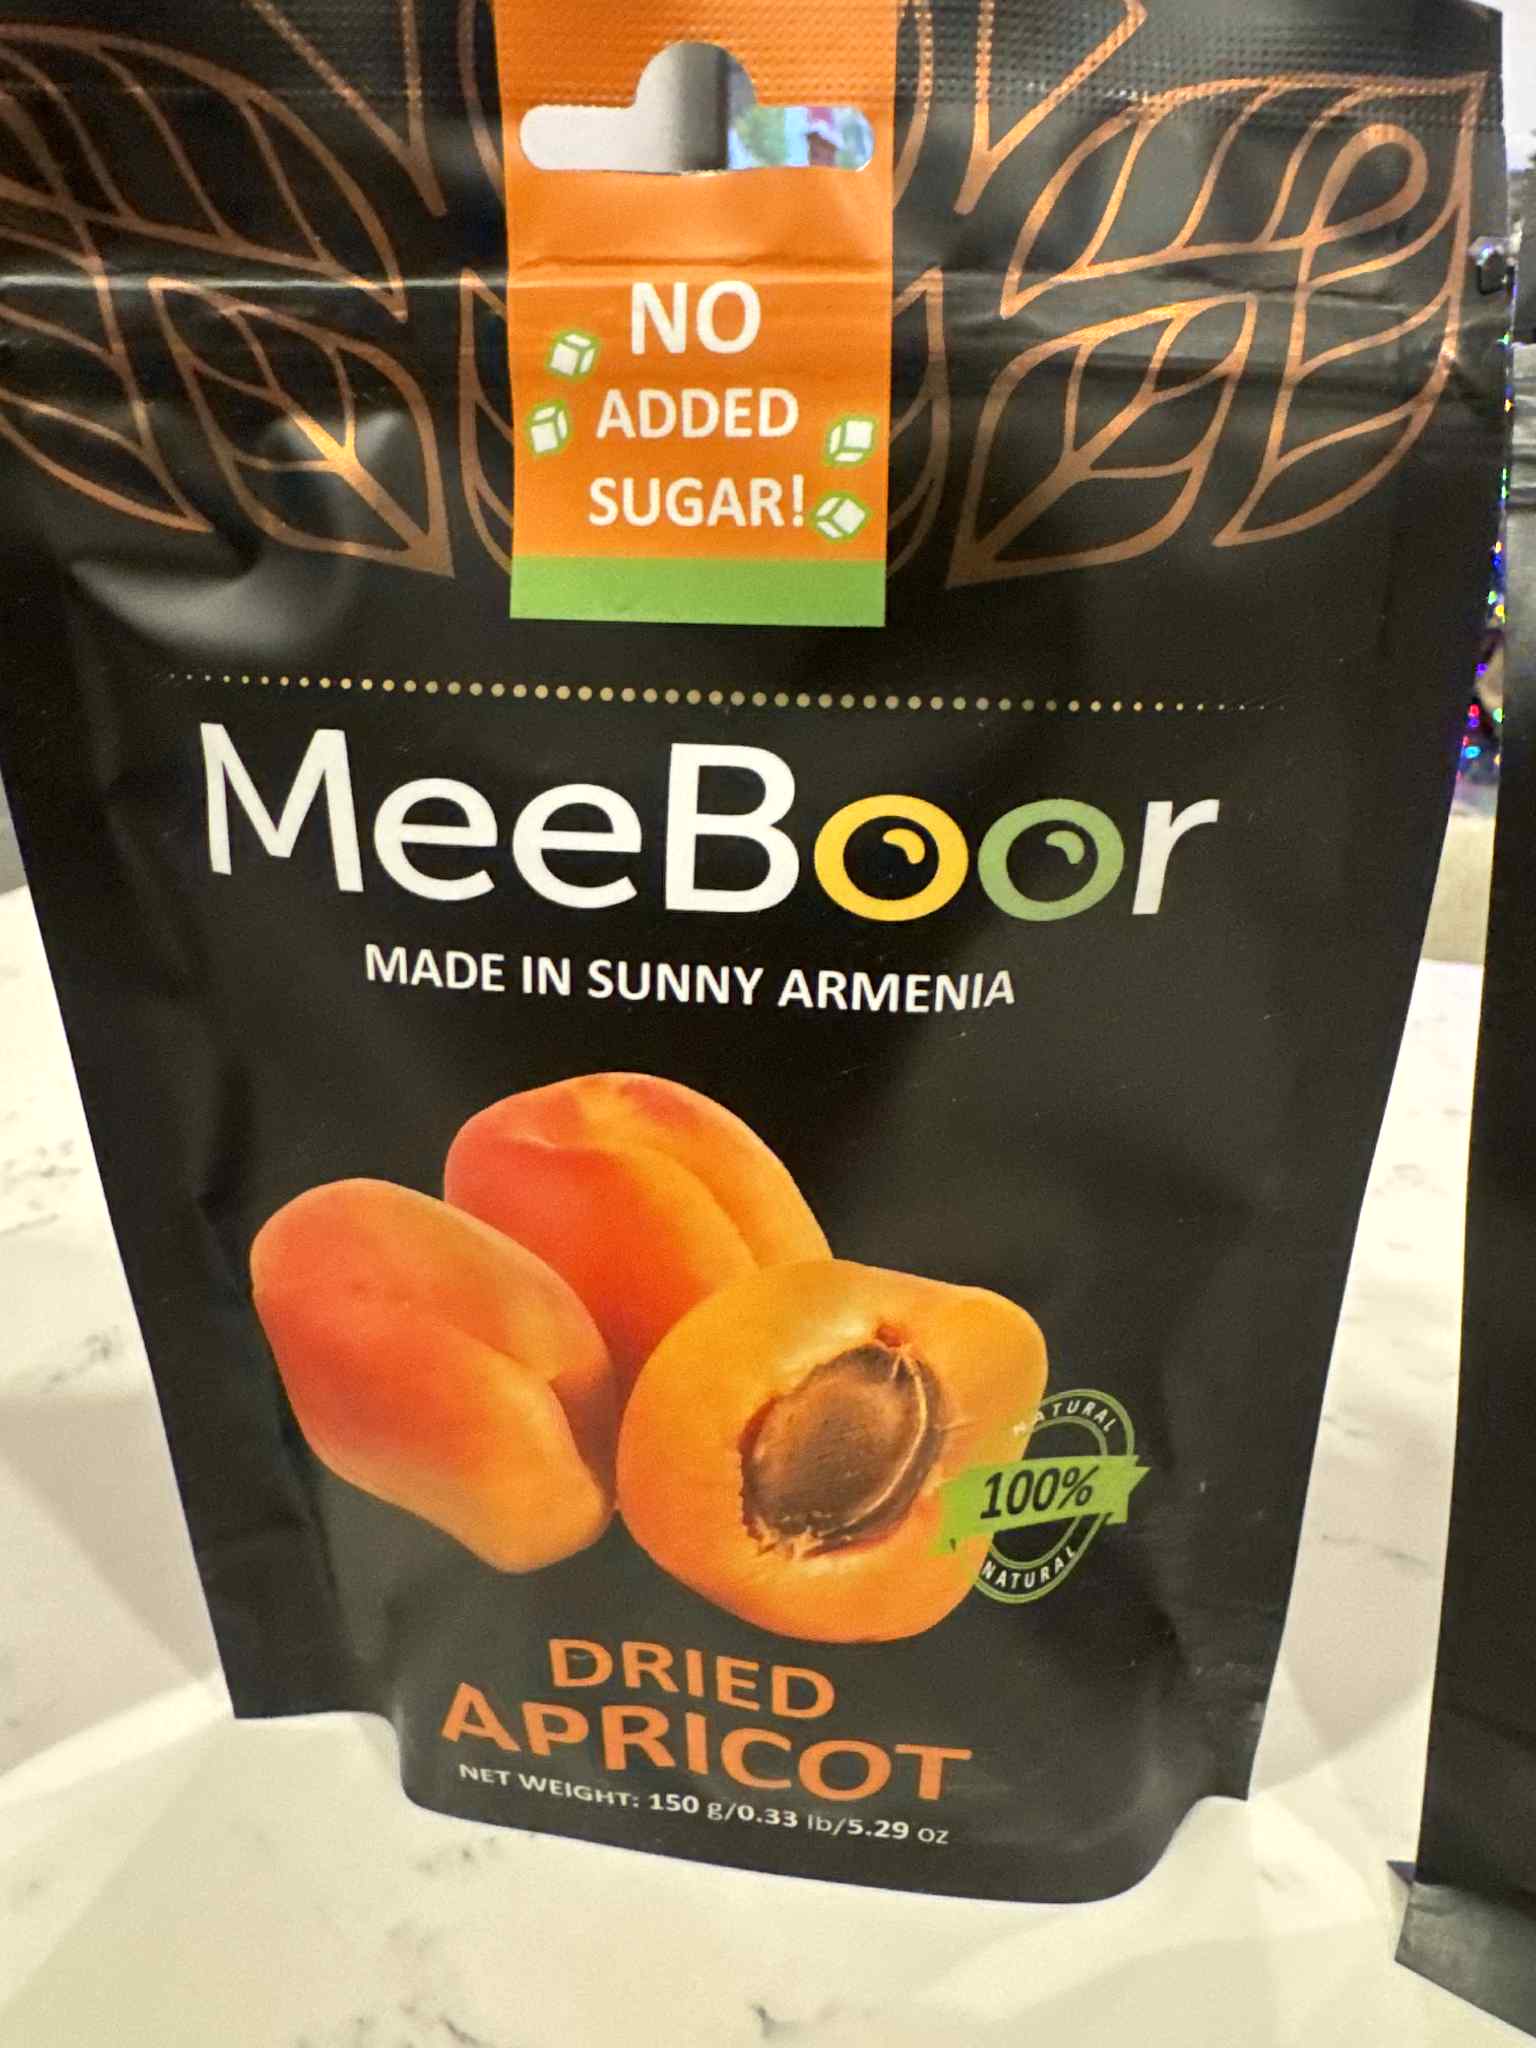 NO
ADDED
SUGAR!
MeeBoor
MADE IN SUNNY ARMENIA
NATURAL
100%
NATURAL
DRIED
APRICOT
NET WEIGHT: 150 g/0.33 lb/5.29 oz